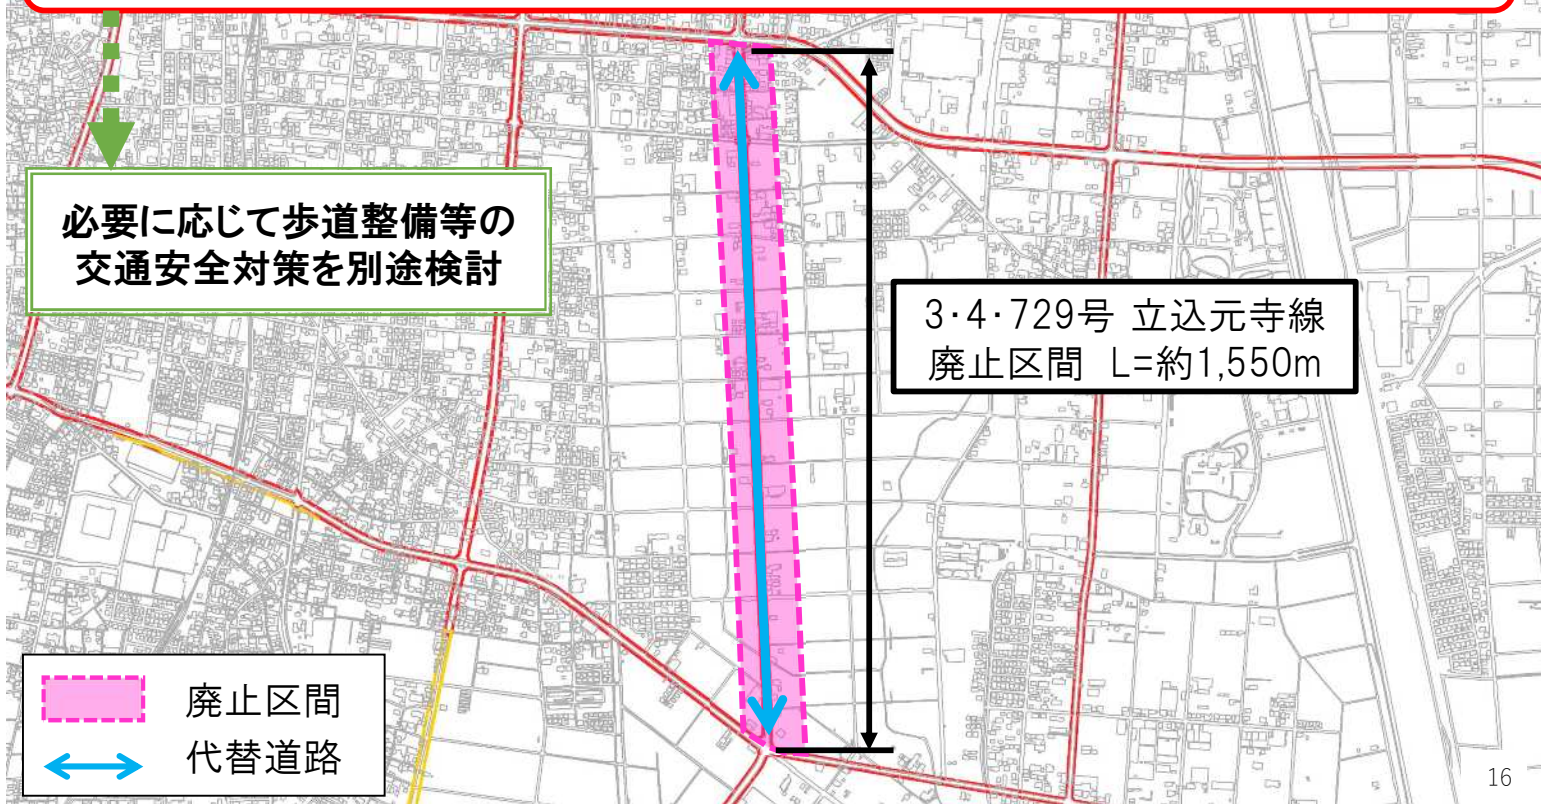 必要に応じて歩道整備等の
交通安全対策を別途検討
3・4・729号 立込元寺線
廃止区間 L=約1,550m
廃止区間
代替道路
16